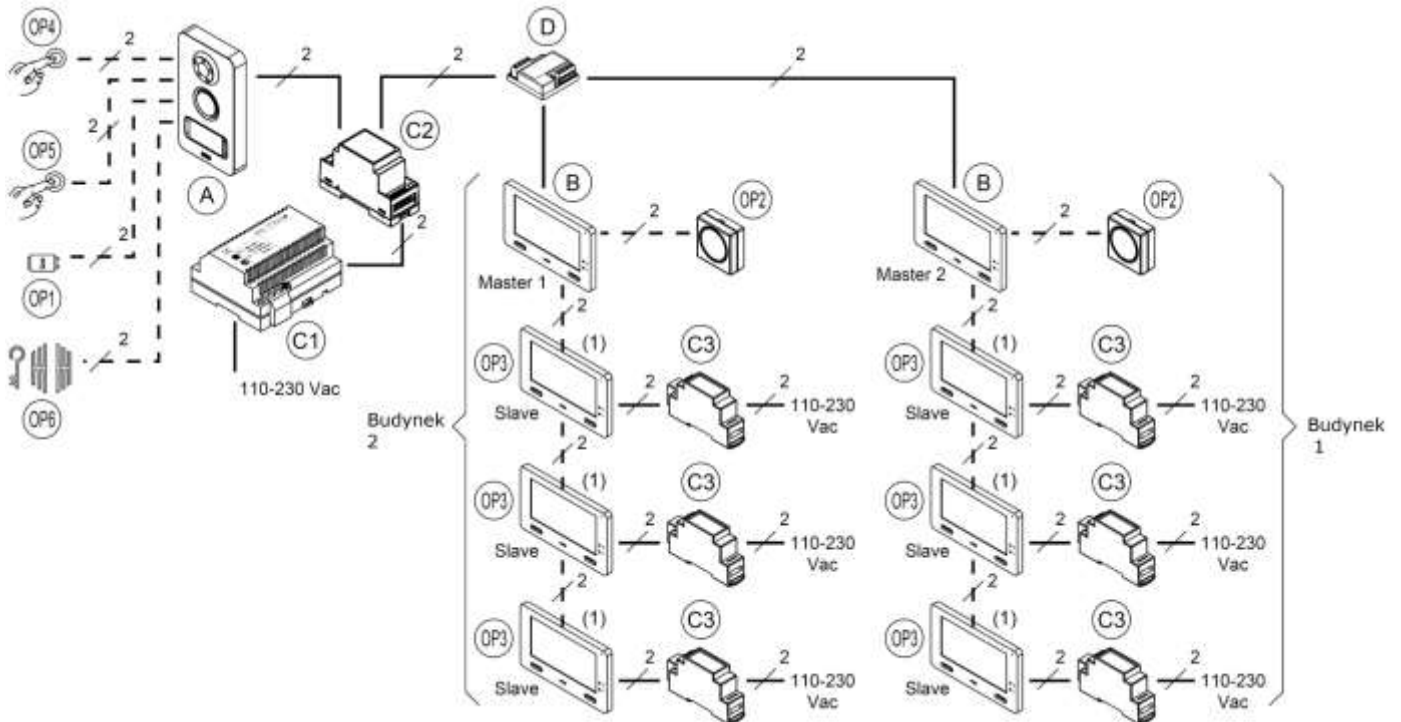 OP4
2
D
2
2
2
C2
2
OP5
A
B
OP2
2
B
OP2
2
2
2
Master 1
Master 2
OP1
C1
2
2
2
(1)
C3
(1)
C3
OP6
110-230 Vac
OP3
2
2
110-230
Vac
OP3
2
2
110-230
Vac
Slave
Slave
Budynek
2
Budynek
1
2
2
(1)
C3
(1)
C3
OP3
2
2
110-230
Vac
OP3
2
2
110-230
Vac
Slave
Slave
2
2
(1)
C3
(1)
C3
OP3
2
2
110-230
Vac
OP3
2
2
110-230
Vac
Slave
Slave